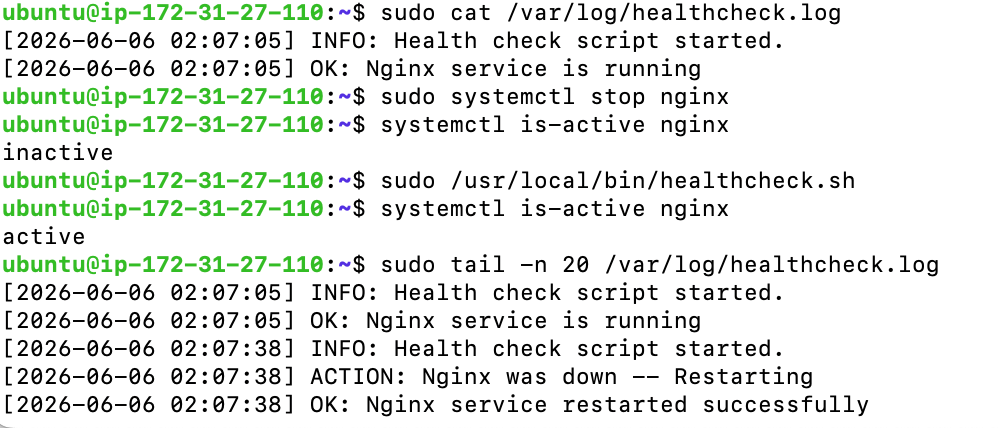 ubuntu@ip-172-31-27-110:~$ sudo cat /var/log/healthcheck.log
[2026-06-06 02:07:05] INFO: Health check script started.
[2026-06-06 02:07:05] OK: Nginx service is running
ubuntu@ip-172-31-27-110:~$ sudo systemctl stop nginx
ubuntu@ip-172-31-27-110:~$ systemctl is-active nginx
inactive
ubuntu@ip-172-31-27-110:~$ sudo /usr/local/bin/healthcheck.sh
ubuntu@ip-172-31-27-110:~$ systemctl is-active nginx
active
ubuntu@ip-172-31-27-110:~$ sudo tail -n 20 /var/log/healthcheck.log
[2026-06-06 02:07:05] INFO: Health check script started.
[2026-06-06 02:07:05] OK: Nginx service is running
[2026-06-06 02:07:38] INFO: Health check script started.
[2026-06-06 02:07:38] ACTION: Nginx was down -- Restarting
[2026-06-06 02:07:38] OK: Nginx service restarted successfully